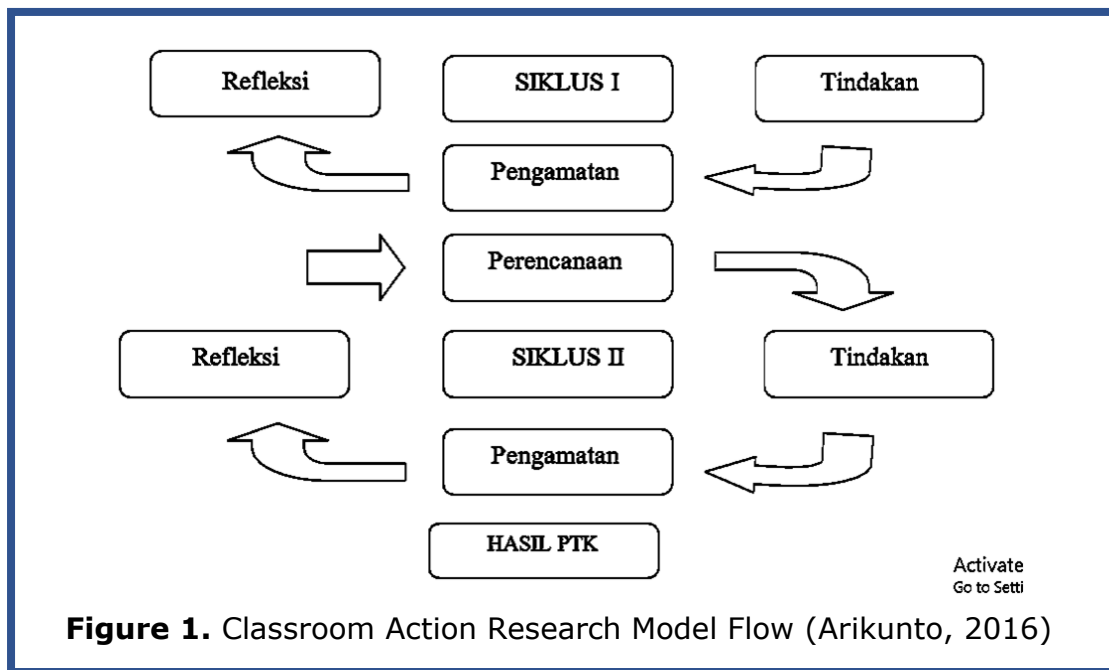 Refleksi
SIKLUS I
Tindakan
Pengamatan
Perencanaan
Refleksi
SIKLUS II
Tindakan
Pengamatan
HASIL PTK
Activate
Go to Setti
Figure 1. Classroom Action Research Model Flow (Arikunto, 2016)